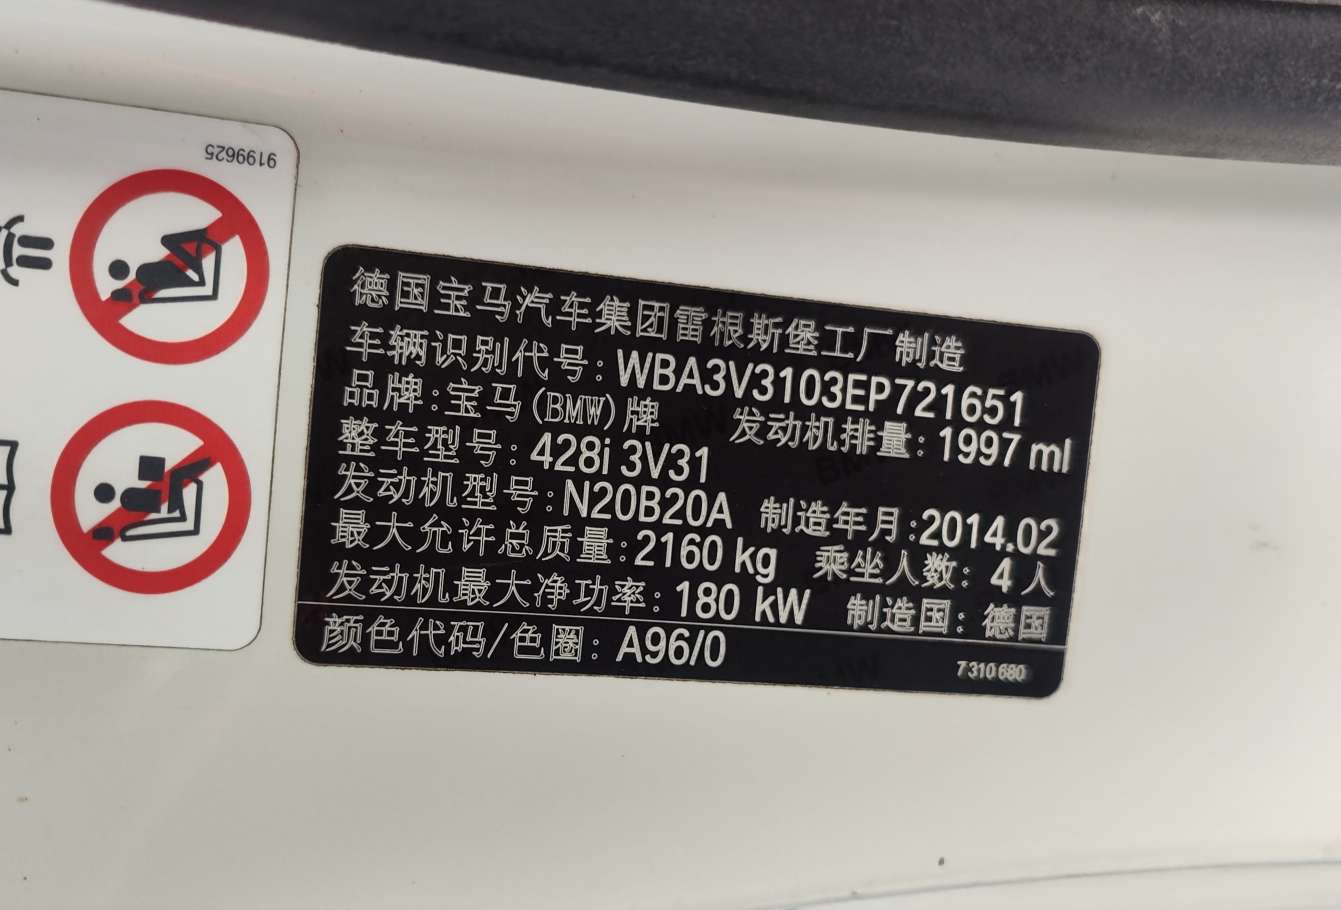 9199625
德国宝马汽车集团雷根斯堡工厂制造
车辆识别代号：WBA3V3103EP721651
品牌：宝马(BMW)牌 发动机排量：1997 ml
整车型号：428i 3V31
发动机型号：N20B20A 制造年月：2014.02
最大允许总质量：2160 kg 乘坐人数：4 人
发动机最大净功率：180 kW 制造国：德国
颜色代码/色圈：A96/0
7 310 680